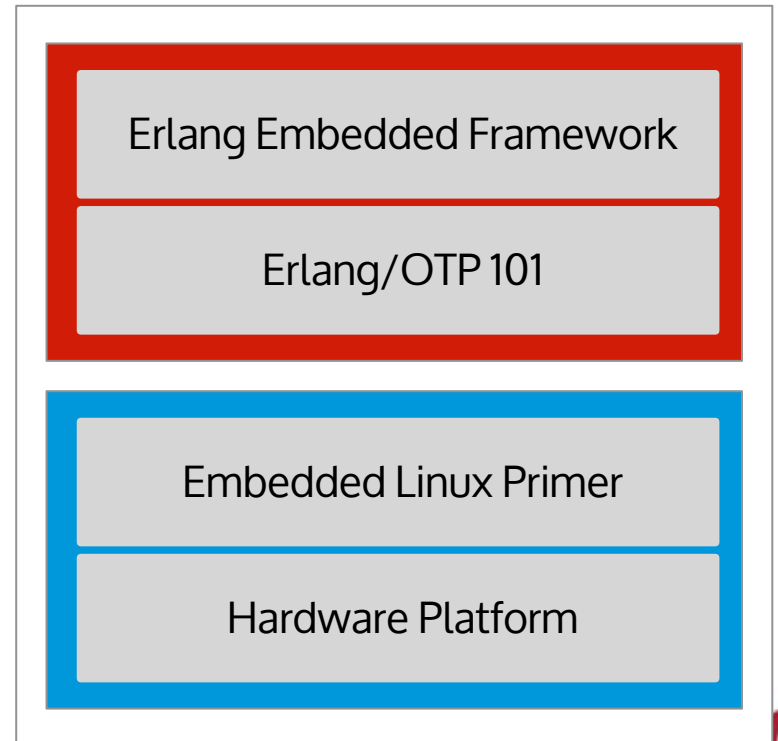 Erlang Embedded Framework
Erlang/OTP 101
Embedded Linux Primer
Hardware Platform